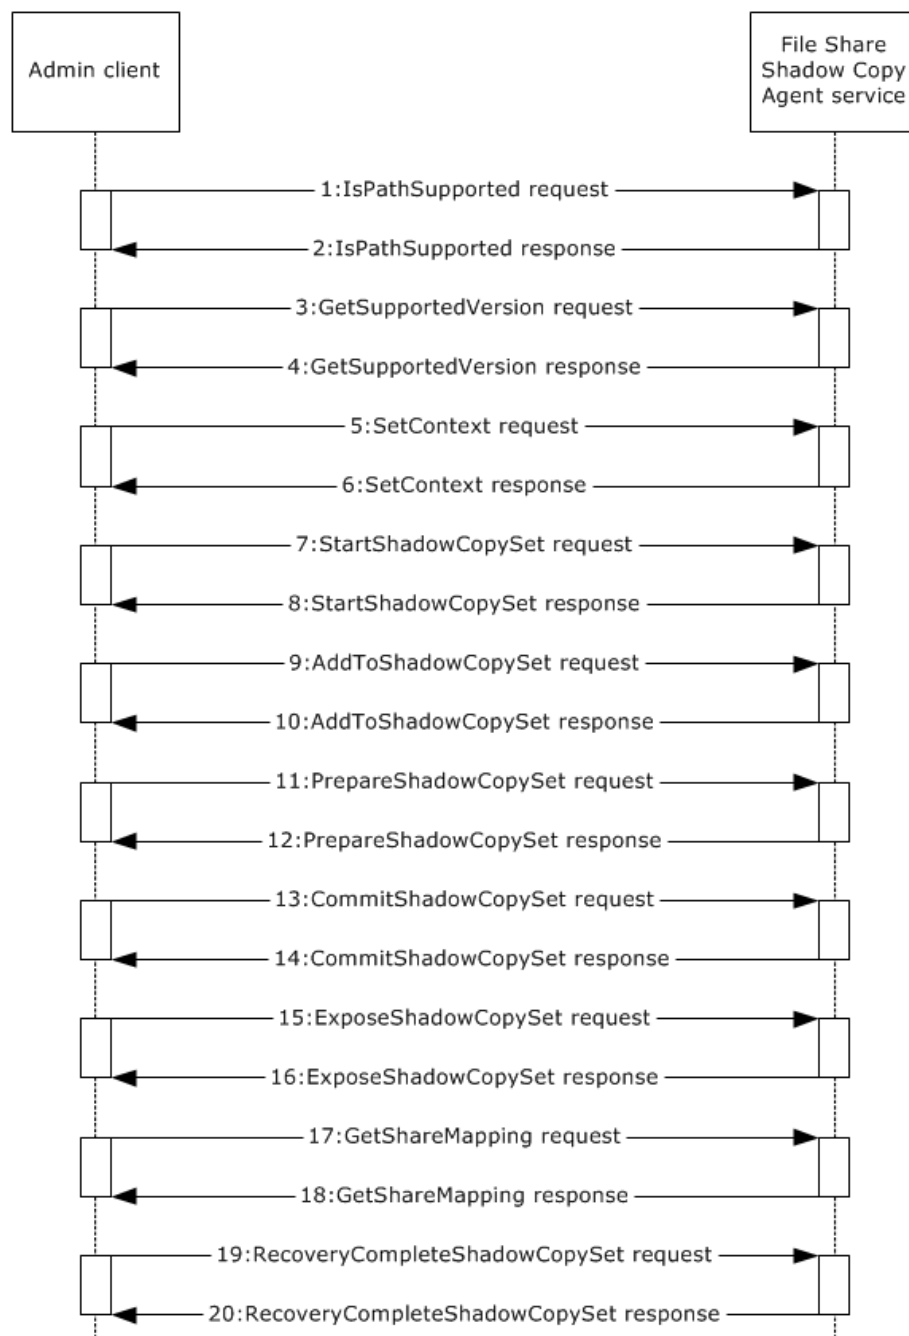 Admin client
File Share
Shadow Copy
Agent service
1:IsPathSupported request
2:IsPathSupported response
3:GetSupportedVersion request
4:GetSupportedVersion response
5:SetContext request
6:SetContext response
7:StartShadowCopySet request
8:StartShadowCopySet response
9:AddToShadowCopySet request
10:AddToShadowCopySet response
11:PrepareShadowCopySet request
12:PrepareShadowCopySet response
13:CommitShadowCopySet request
14:CommitShadowCopySet response
15:ExposeShadowCopySet request
16:ExposeShadowCopySet response
17:GetShareMapping request
18:GetShareMapping response
19:RecoveryCompleteShadowCopySet request
20:RecoveryCompleteShadowCopySet response